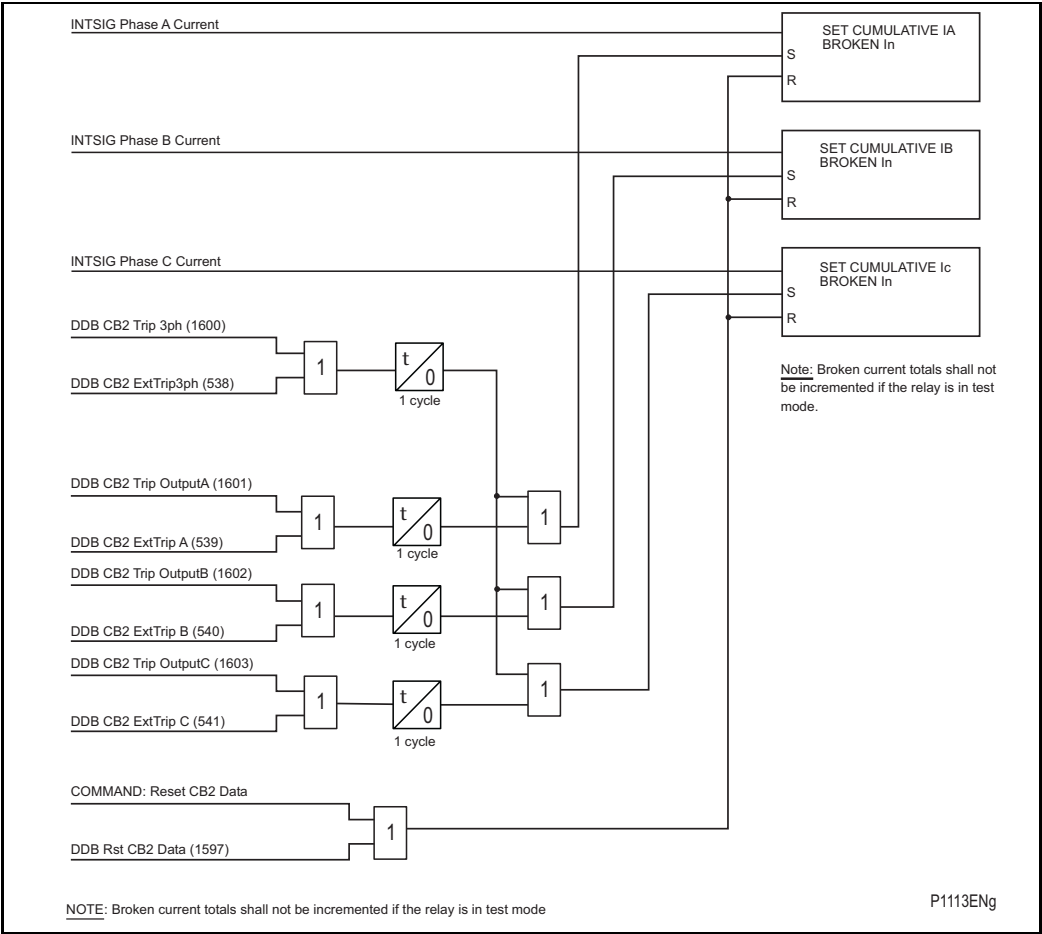 INTSIG Phase A Current
SET CUMULATIVE IA
BROKEN In
S
R
INTSIG Phase B Current
SET CUMULATIVE IB
BROKEN In
S
R
INTSIG Phase C Current
SET CUMULATIVE Ic
BROKEN In
S
R
Note: Broken current totals shall not
be incremented if the relay is in test
mode.
DDB CB2 Trip 3ph (1600)
DDB CB2 ExtTrip3ph (538)
1
t
0
1 cycle
DDB CB2 Trip OutputA (1601)
DDB CB2 ExtTrip A (539)
1
t
0
1 cycle
1
DDB CB2 Trip OutputB (1602)
DDB CB2 ExtTrip B (540)
1
t
0
1 cycle
1
DDB CB2 Trip OutputC (1603)
DDB CB2 ExtTrip C (541)
1
t
0
1 cycle
1
COMMAND: Reset CB2 Data
DDB Rst CB2 Data (1597)
1
NOTE: Broken current totals shall not be incremented if the relay is in test mode
P1113ENg